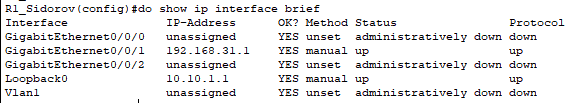 R1_Sidorov(config)#do show ip interface brief
Interface              IP-Address      OK? Method Status                Protocol
GigabitEthernet0/0/0   unassigned      YES unset  administratively down down
GigabitEthernet0/0/1   192.168.31.1    YES manual up                    up
GigabitEthernet0/0/2   unassigned      YES unset  administratively down down
Loopback0              10.10.1.1       YES manual up                    up
Vlan1                  unassigned      YES unset  administratively down down